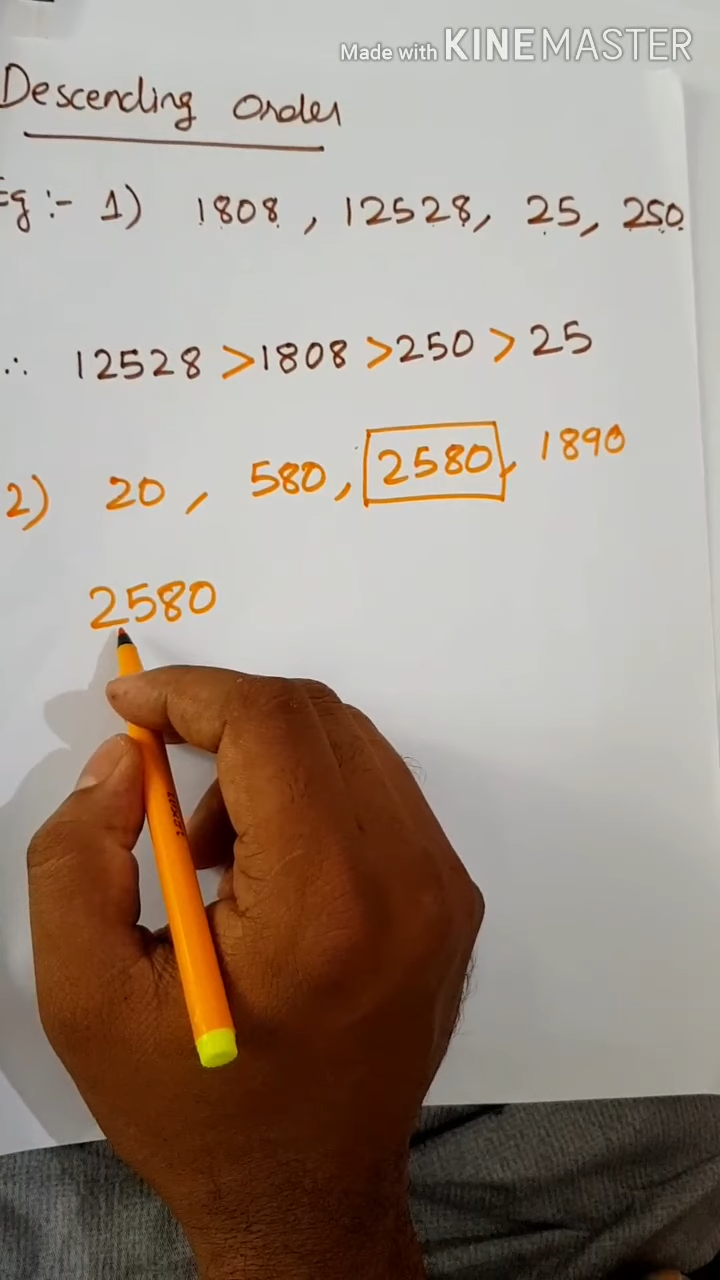 Made with KINEMASTER
Descending Order
Eg :- 1) 1808 , 12528, 25, 250
∴ 12528 > 1808 > 250 > 25
2) 20 , 580, 2580, 1890
2580